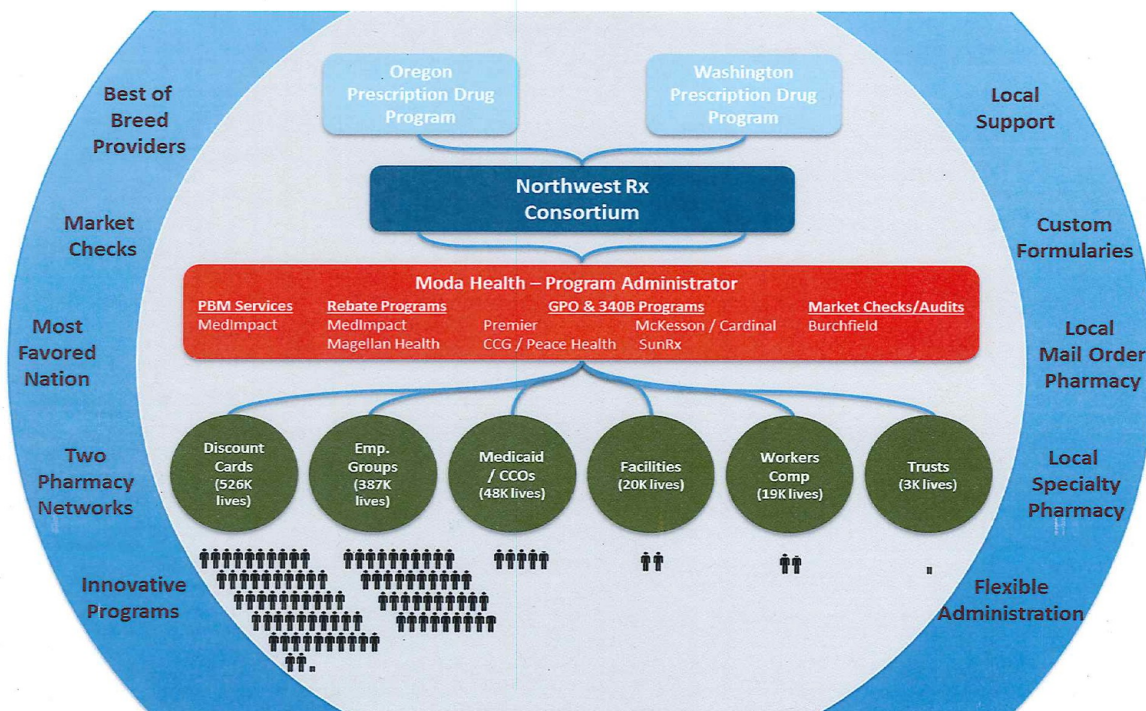 Best of
Breed
Providers
Market
Checks
Most
Favored
Nation
Two
Pharmacy
Networks
Innovative
Programs
Oregon
Prescription Drug
Program
Washington
Prescription Drug
Program
Northwest Rx
Consortium
Moda Health – Program Administrator
PBM Services
MedImpact
Rebate Programs
MedImpact
Magellan Health
GPO & 340B Programs
Premier
McKesson / Cardinal
CCG / Peace Health
SunRx
Market Checks/Audits
Burchfield
Discount
Cards
(526K
lives)
Emp.
Groups
(387K
lives)
Medicaid
/ CCOs
(48K lives)
Facilities
(20K lives)
Workers
Comp
(19K lives)
Trusts
(3K lives)
Local
Support
Custom
Formularies
Local
Mail Order
Pharmacy
Local
Specialty
Pharmacy
Flexible
Administration